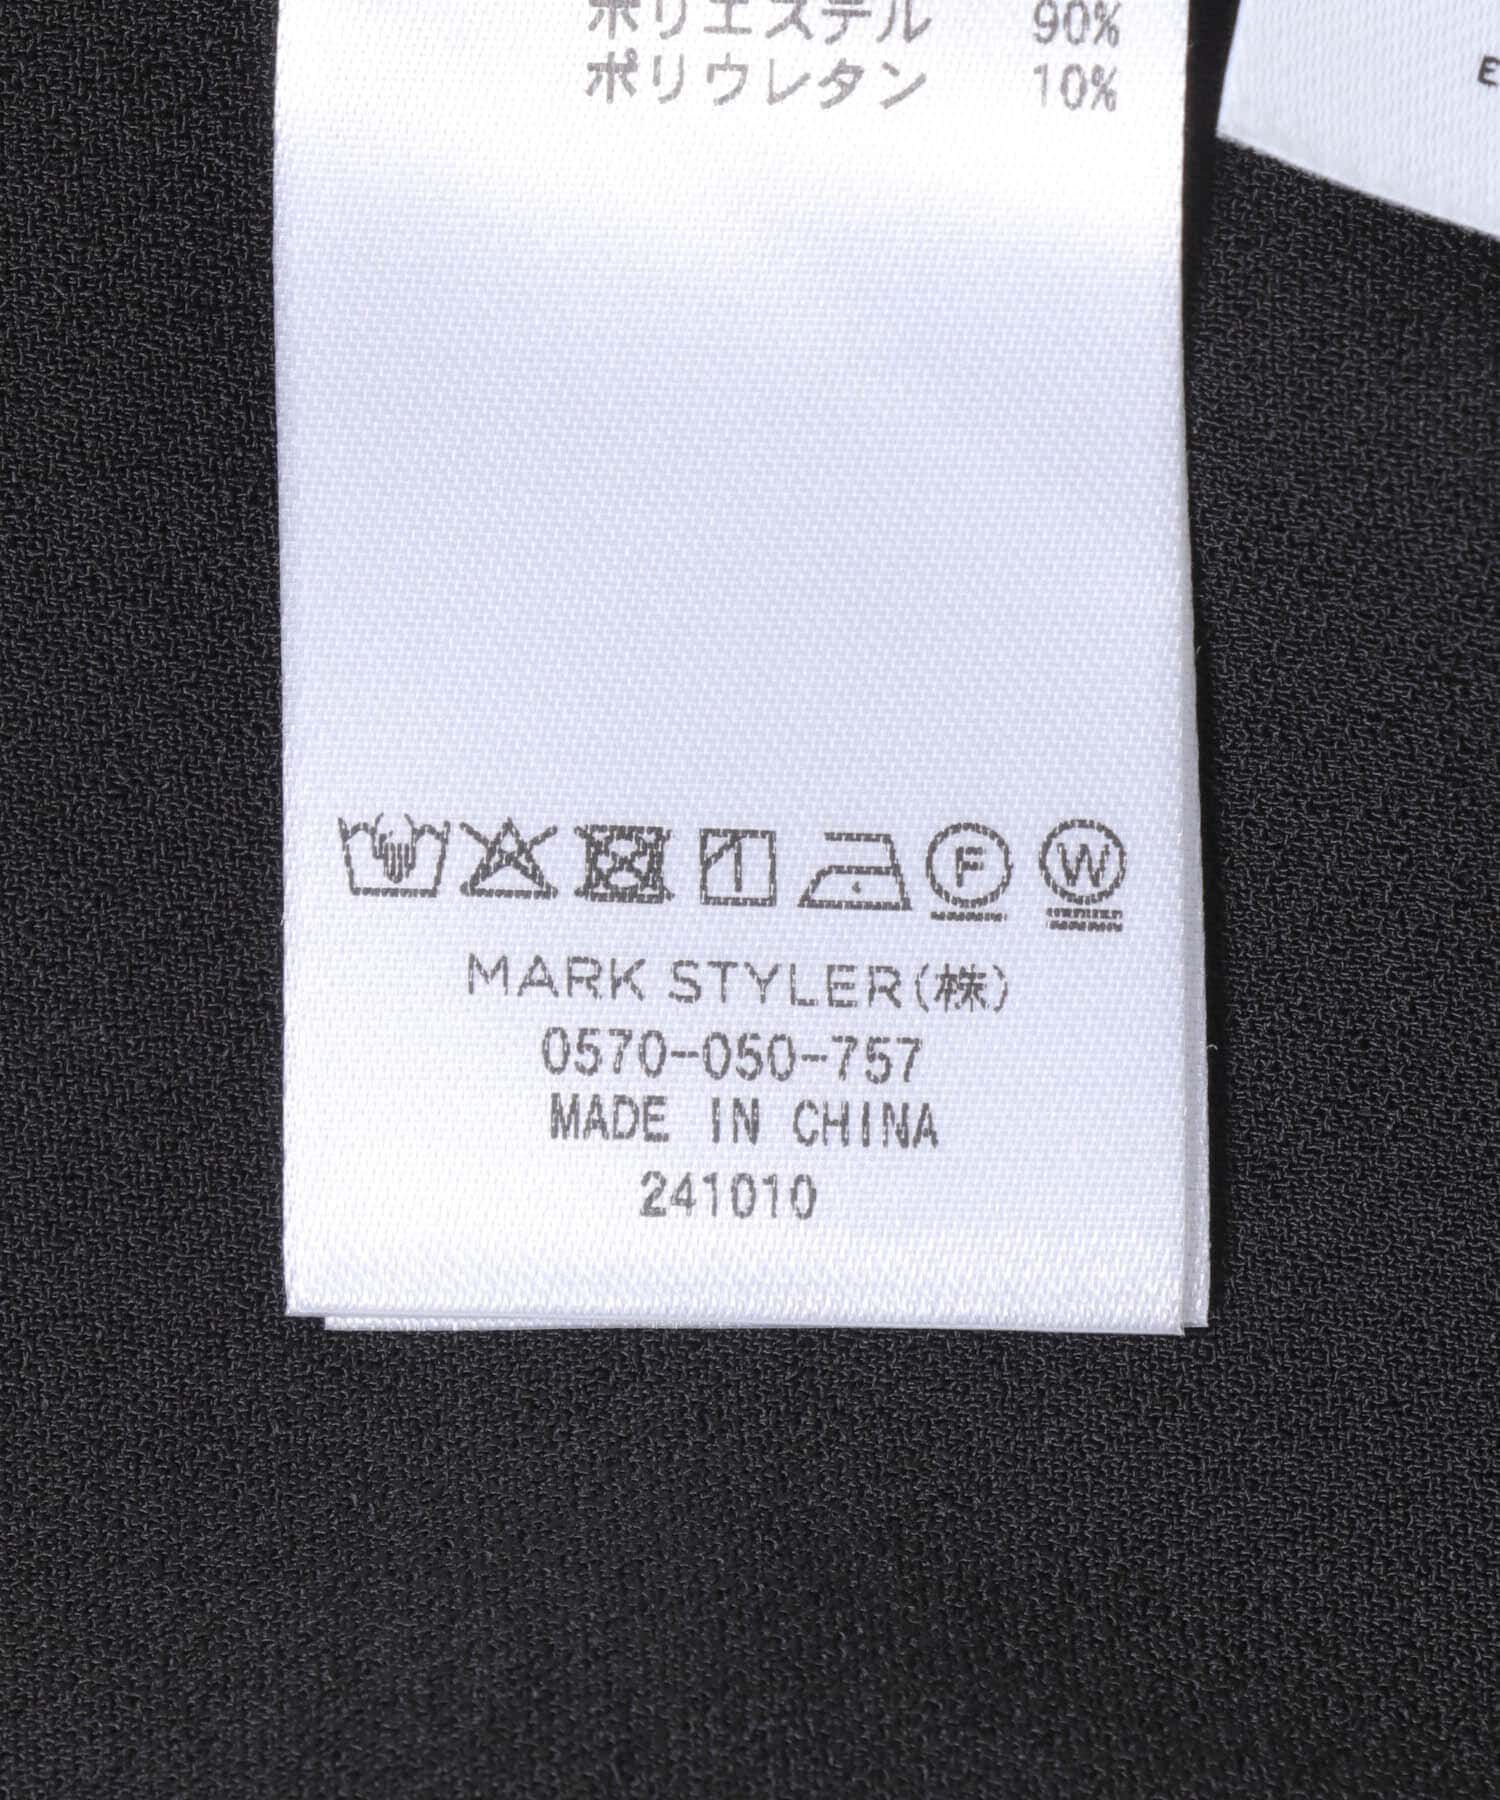 ポリエステル 90%
ポリウレタン 10%
E
F
W
MARK STYLER(株)
0570-050-757
MADE IN CHINA
241010